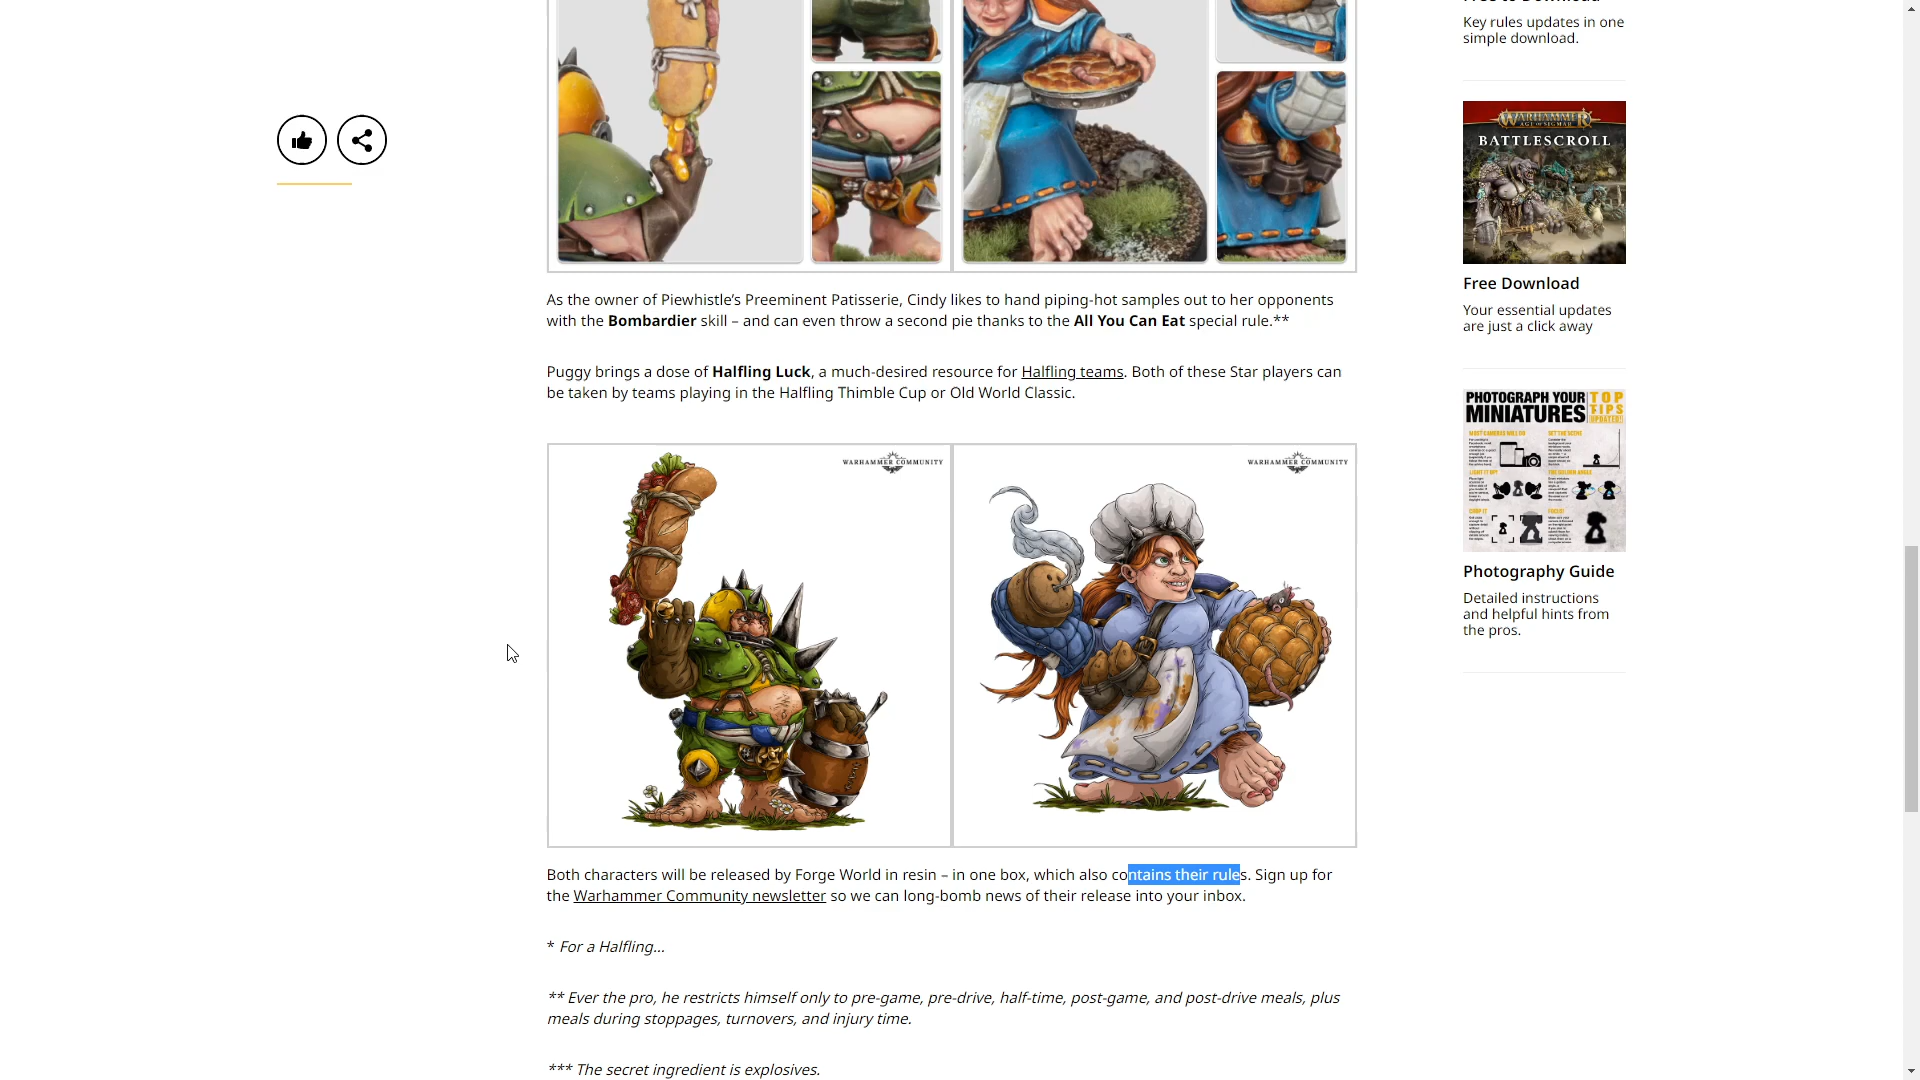 Key rules updates in one
simple download.
WARHAMMER
AGE OF SIGMAR
BATTLESCROLL
Free Download
Your essential updates
are just a click away
PHOTOGRAPH YOUR
MINIATURES
TOP
TIPS
UPDATED!
Photography Guide
Detailed instructions
and helpful hints from
the pros.
As the owner of Piewhistle’s Preeminent Patisserie, Cindy likes to hand piping-hot samples out to her opponents
with the Bombardier skill – and can even throw a second pie thanks to the All You Can Eat special rule.**
Puggy brings a dose of Halfling Luck, a much-desired resource for Halfling teams. Both of these Star players can
be taken by teams playing in the Halfling Thimble Cup or Old World Classic.
WARHAMMER COMMUNITY
WARHAMMER COMMUNITY
Both characters will be released by Forge World in resin – in one box, which also contains their rules. Sign up for
the Warhammer Community newsletter so we can long-bomb news of their release into your inbox.
* For a Halfling…
** Ever the pro, he restricts himself only to pre-game, pre-drive, half-time, post-game, and post-drive meals, plus
meals during stoppages, turnovers, and injury time.
*** The secret ingredient is explosives.